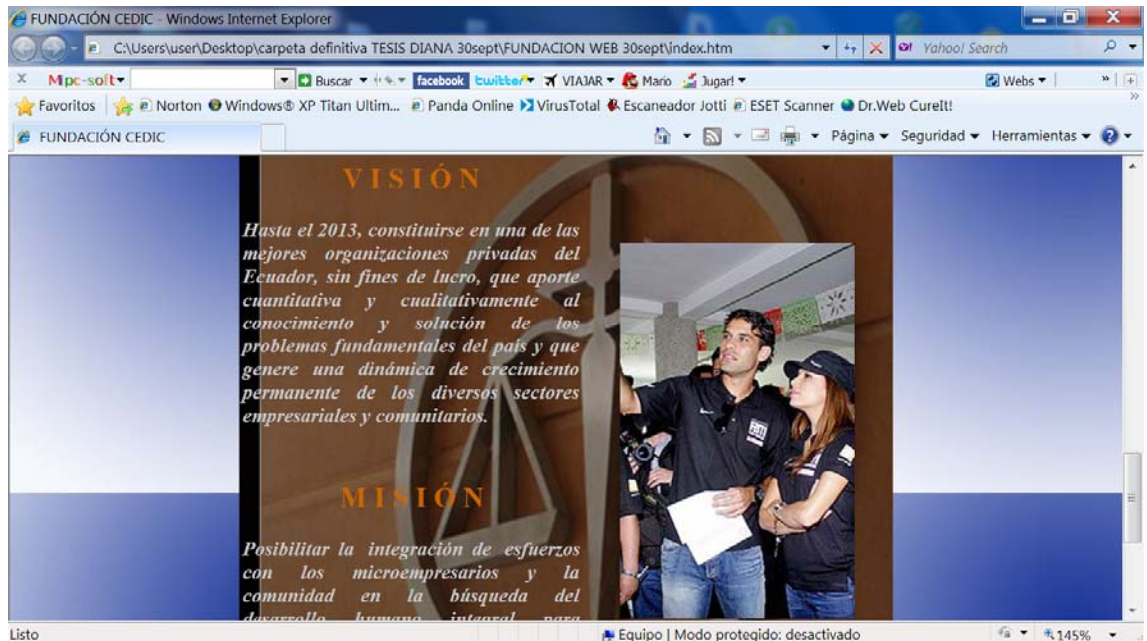 FUNDACIÓN CEDIC - Windows Internet Explorer
C:\Users\user\Desktop\carpeta definitiva TESIS DIANA 30sept\FUNDACION WEB 30sept\index.htm
Yahoo! Search
Mipc-soft
Buscar
facebook
twitter
VIAJAR
Mario
Jugar!
Webs
Favoritos
Norton
Windows® XP Titan Ultim...
Panda Online
VirusTotal
Escaneador Jotti
ESET Scanner
Dr.Web CureIt!
FUNDACIÓN CEDIC
Página
Seguridad
Herramientas
VISIÓN
Hasta el 2013, constituirse en una de las
mejores organizaciones privadas del
Ecuador, sin fines de lucro, que aporte
cuantitativa y cualitativamente al
conocimiento y solución de los
problemas fundamentales del país y que
genere una dinámica de crecimiento
permanente de los diversos sectores
empresariales y comunitarios.
MISIÓN
Posibilitar la integración de esfuerzos
con los microempresarios y la
comunidad en la búsqueda del
desarrollo humano integral para
Listo
Equipo | Modo protegido: desactivado
145%